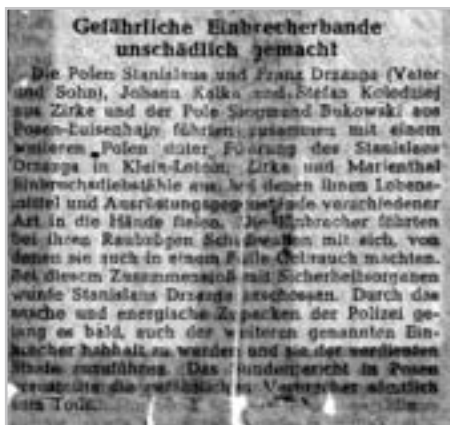 Gefährliche Einbrecherbande
unschädlich gemacht
Die Polen Stanislaus und Franz Drzazga (Vater
und Sohn), Johann Kalka und Stefan Kolodziej
aus Zirke und der Pole Siegmund Bukowski aus
Posen-Luisenhain führten zusammen mit einem
weiteren Polen unter Führung des Stanislaus
Drzazga in Zirke und Marienthal
Einbruchsdiebstähle aus, bei denen ihnen Lebens-
mittel und Ausrüstungsgegenstände verschiedener
Art in die Hände fielen. Die Einbrecher führten
bei ihren Raubzügen Schußwaffen mit sich, von
denen sie auch in einem Falle Gebrauch machten.
Bei diesem Zusammenstoß mit Sicherheitsorganen
wurde Stanislaus Drzazga erschossen. Durch das
rasche und energische Zupacken der Polizei ge-
lang es bald, auch der weiteren genannten Ein-
brecher habhaft zu werden und sie der verdienten
Strafe zuzuführen. Das Sondergericht in Posen
verurteilte die gefährlichen Verbrecher sämtlich
zum Tode.